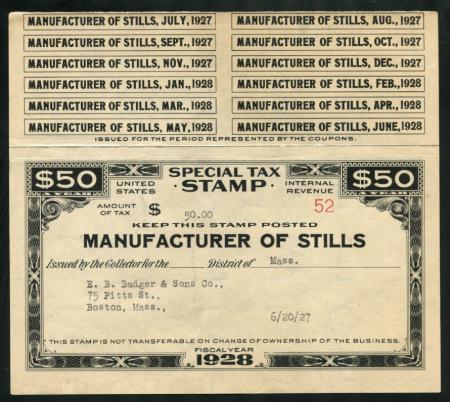 MANUFACTURER OF STILLS, JULY, 1927 MANUFACTURER OF STILLS, AUG., 1927
MANUFACTURER OF STILLS, SEPT., 1927 MANUFACTURER OF STILLS, OCT., 1927
MANUFACTURER OF STILLS, NOV., 1927 MANUFACTURER OF STILLS, DEC., 1927
MANUFACTURER OF STILLS, JAN., 1928 MANUFACTURER OF STILLS, FEB., 1928
MANUFACTURER OF STILLS, MAR., 1928 MANUFACTURER OF STILLS, APR., 1928
MANUFACTURER OF STILLS, MAY, 1928 MANUFACTURER OF STILLS, JUNE, 1928
ISSUED FOR THE PERIOD REPRESENTED BY THE COUPONS.
$50 SPECIAL TAX $50
A YEAR UNITED STATES STAMP INTERNAL REVENUE A YEAR
AMOUNT OF TAX $ 50.00 52
KEEP THIS STAMP POSTED
MANUFACTURER OF STILLS
Issued by the Collector for the District of Mass.
E. B. Badger & Sons Co.,
75 Pitts St.,
Boston, Mass.,
6/20/27
THIS STAMP IS NOT TRANSFERABLE ON CHANGE OF OWNERSHIP OF THE BUSINESS.
FISCAL YEAR
1928